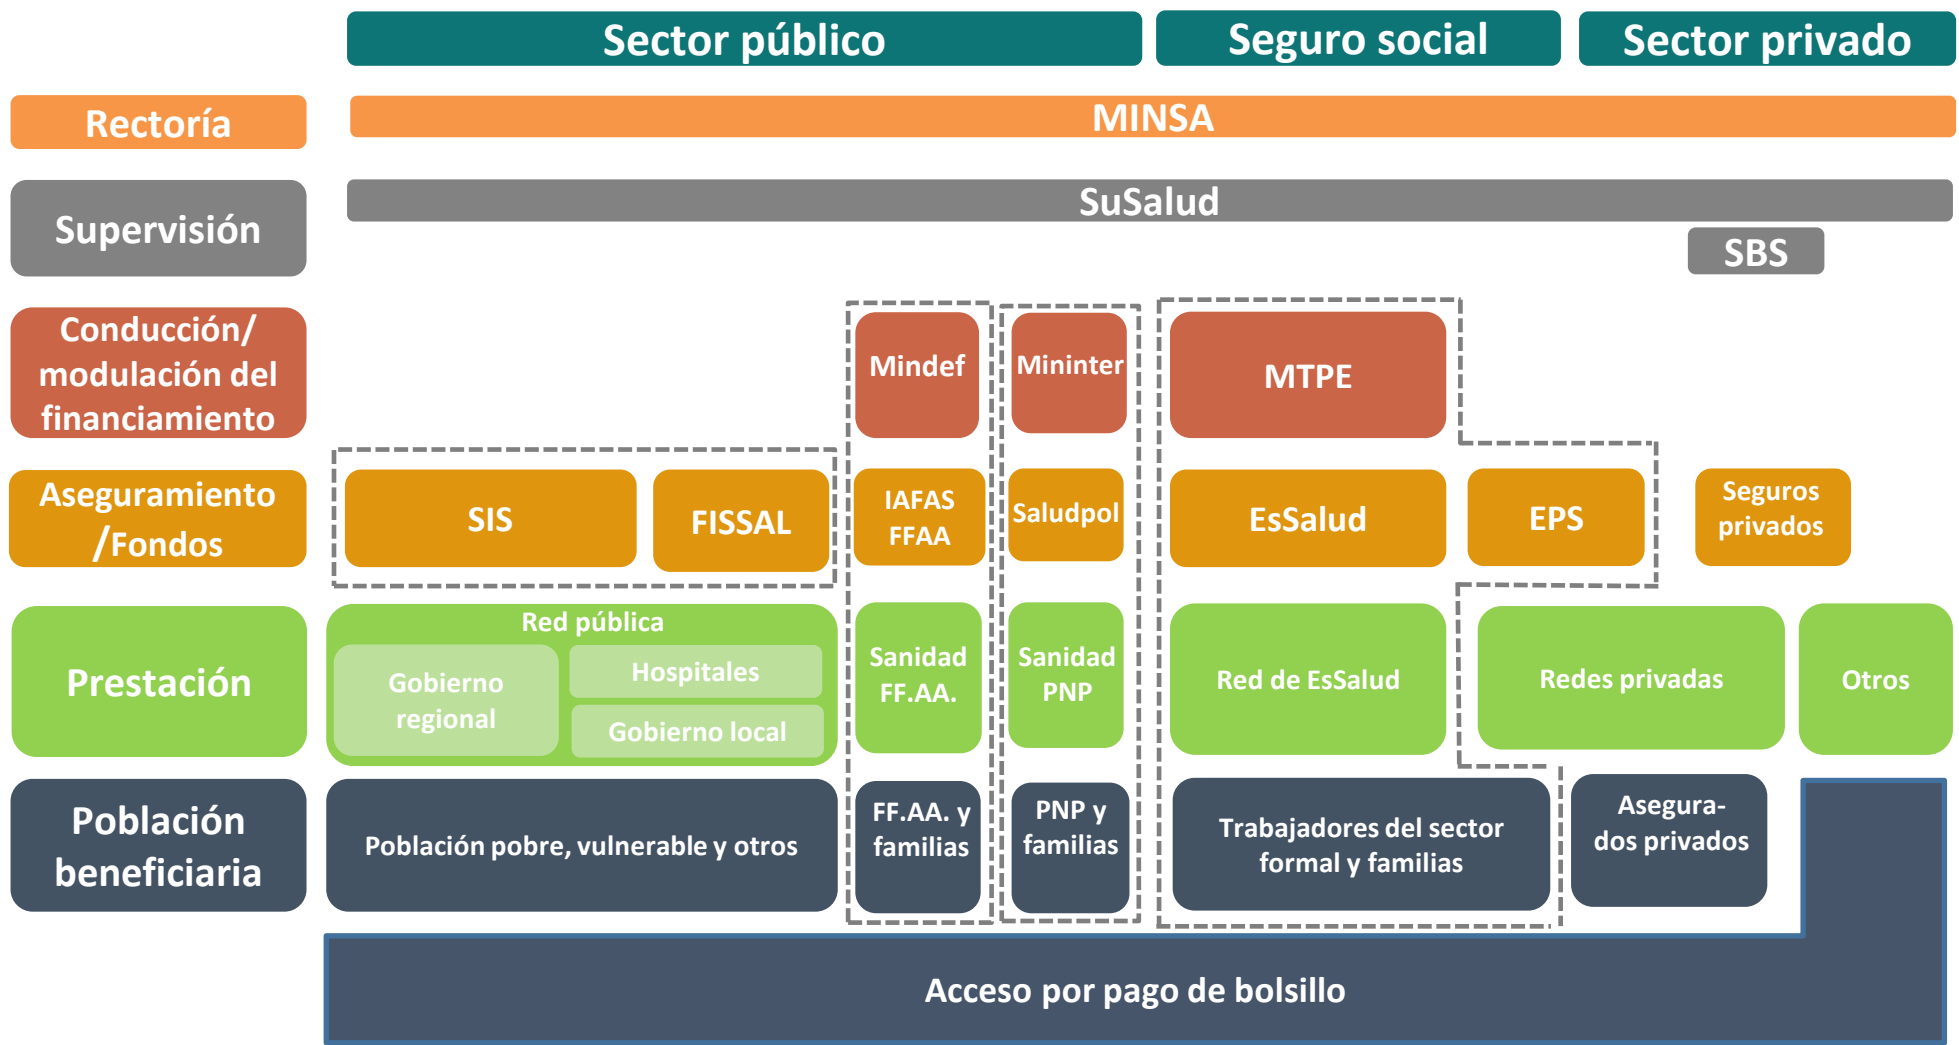 Sector público
Seguro social
Sector privado
Rectoría
MINSA
Supervisión
SuSalud
SBS
Conducción/
modulación del
financiamiento
Mindef
Mininter
MTPE
Aseguramiento
/Fondos
SIS
FISSAL
IAFAS
FFAA
Saludpol
EsSalud
EPS
Seguros
privados
Prestación
Red pública
Gobierno
regional
Hospitales
Gobierno local
Sanidad
FF.AA.
Sanidad
PNP
Red de EsSalud
Redes privadas
Otros
Población
beneficiaria
Población pobre, vulnerable y otros
FF.AA. y
familias
PNP y
familias
Trabajadores del sector
formal y familias
Asegura-
dos privados
Acceso por pago de bolsillo